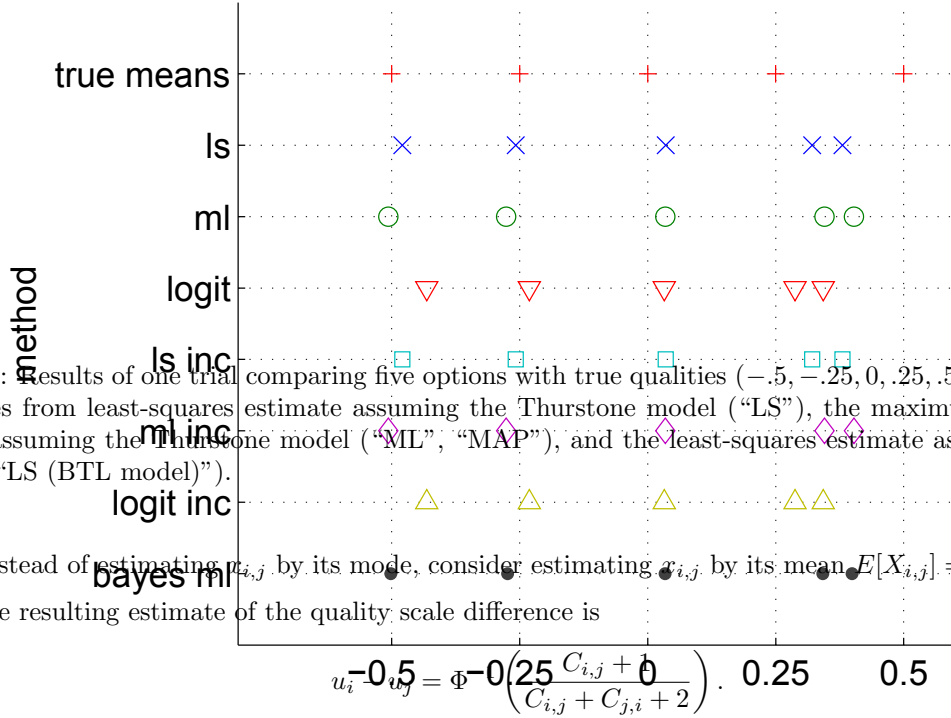 true means
ls
ml
logit
ls inc
ml inc
logit inc
bayes ml
method
−0.5 −0.25 0 0.25 0.5
: Results of one trial comparing five options with true qualities (−.5, −.25, 0, .25, .5
es from least-squares estimate assuming the Thurstone model (“LS”), the maxim
assuming the Thurstone model (“ML”, “MAP”), and the least-squares estimate as
“LS (BTL model)”).
stead of estimating x_{i,j} by its mode, consider estimating x_{i,j} by its mean E[X_{i,j}] =
e resulting estimate of the quality scale difference is
u_i − u_j = Φ^{−1}( (C_{i,j} + 1) / (C_{i,j} + C_{j,i} + 2) ).